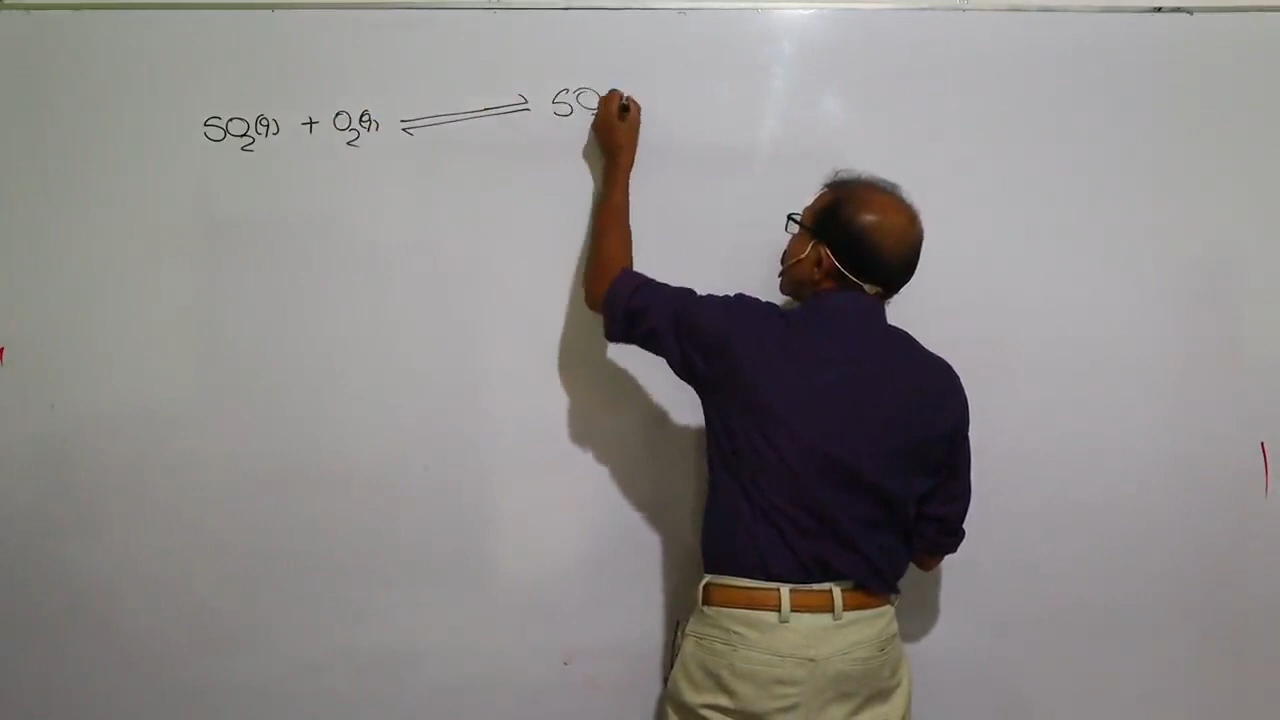 SO₂(g) + O₂(g) ⇌ SO